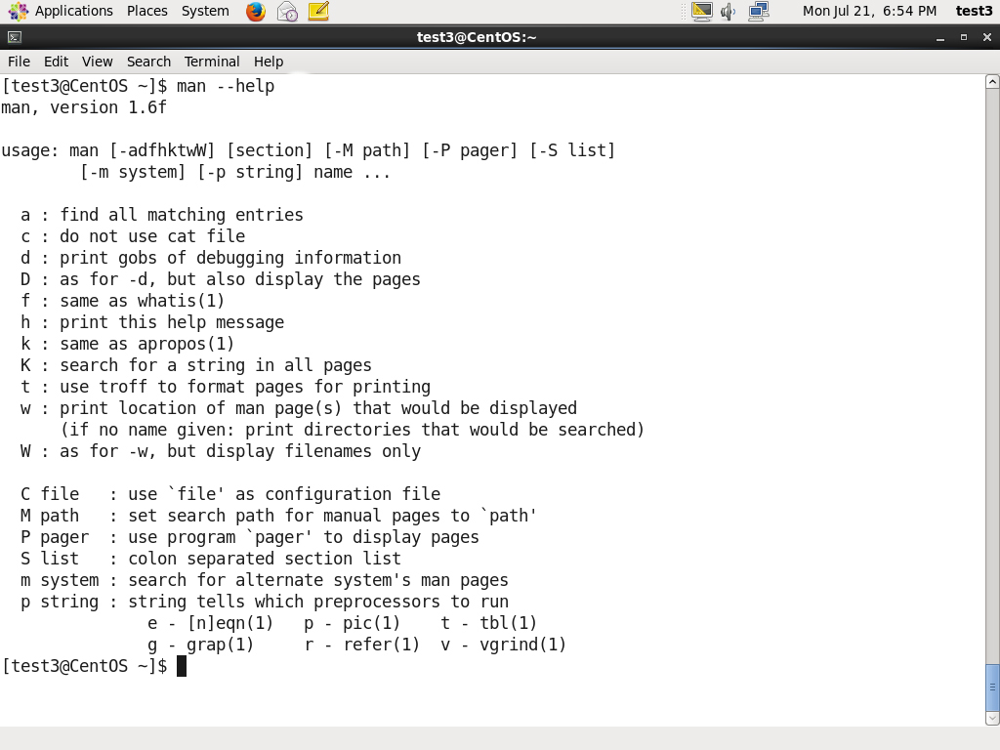 Applications Places System Mon Jul 21, 6:54 PM test3
test3@CentOS:~
File Edit View Search Terminal Help
[test3@CentOS ~]$ man --help
man, version 1.6f
usage: man [-adfhktwW] [section] [-M path] [-P pager] [-S list]
[-m system] [-p string] name ...
a : find all matching entries
c : do not use cat file
d : print gobs of debugging information
D : as for -d, but also display the pages
f : same as whatis(1)
h : print this help message
k : same as apropos(1)
K : search for a string in all pages
t : use troff to format pages for printing
w : print location of man page(s) that would be displayed
(if no name given: print directories that would be searched)
W : as for -w, but display filenames only
C file   : use `file' as configuration file
M path   : set search path for manual pages to `path'
P pager  : use program `pager' to display pages
S list   : colon separated section list
m system : search for alternate system's man pages
p string : string tells which preprocessors to run
e - [n]eqn(1)   p - pic(1)    t - tbl(1)
g - grap(1)     r - refer(1)  v - vgrind(1)
[test3@CentOS ~]$